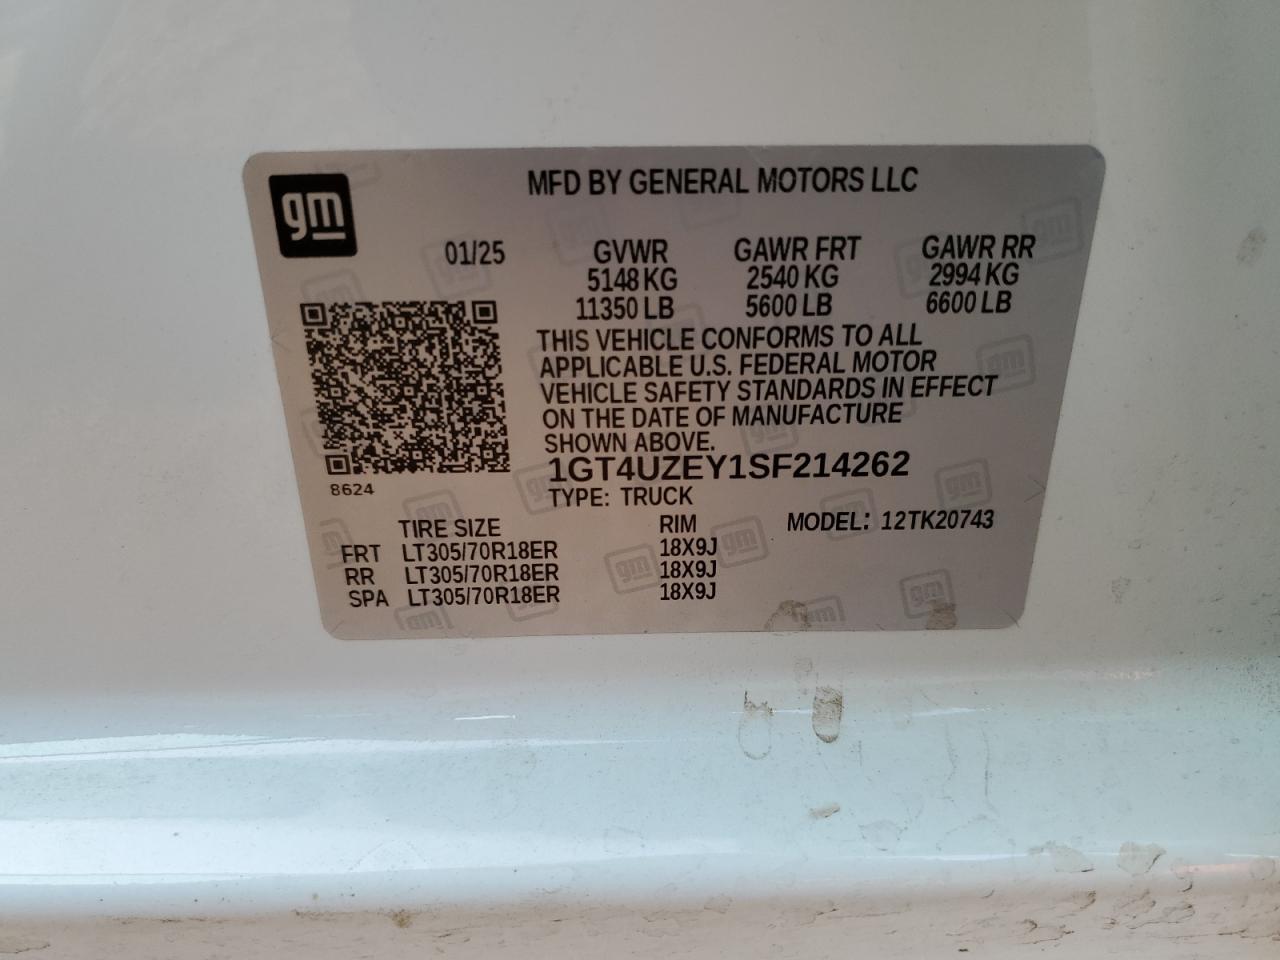 gm
MFD BY GENERAL MOTORS LLC
01/25 GVWR GAWR FRT GAWR RR
5148 KG 2540 KG 2994 KG
11350 LB 5600 LB 6600 LB
THIS VEHICLE CONFORMS TO ALL
APPLICABLE U.S. FEDERAL MOTOR
VEHICLE SAFETY STANDARDS IN EFFECT
ON THE DATE OF MANUFACTURE
SHOWN ABOVE.
1GT4UZEY1SF214262
8624
TYPE: TRUCK
TIRE SIZE RIM MODEL: 12TK20743
FRT LT305/70R18ER 18X9J
RR LT305/70R18ER 18X9J
SPA LT305/70R18ER 18X9J